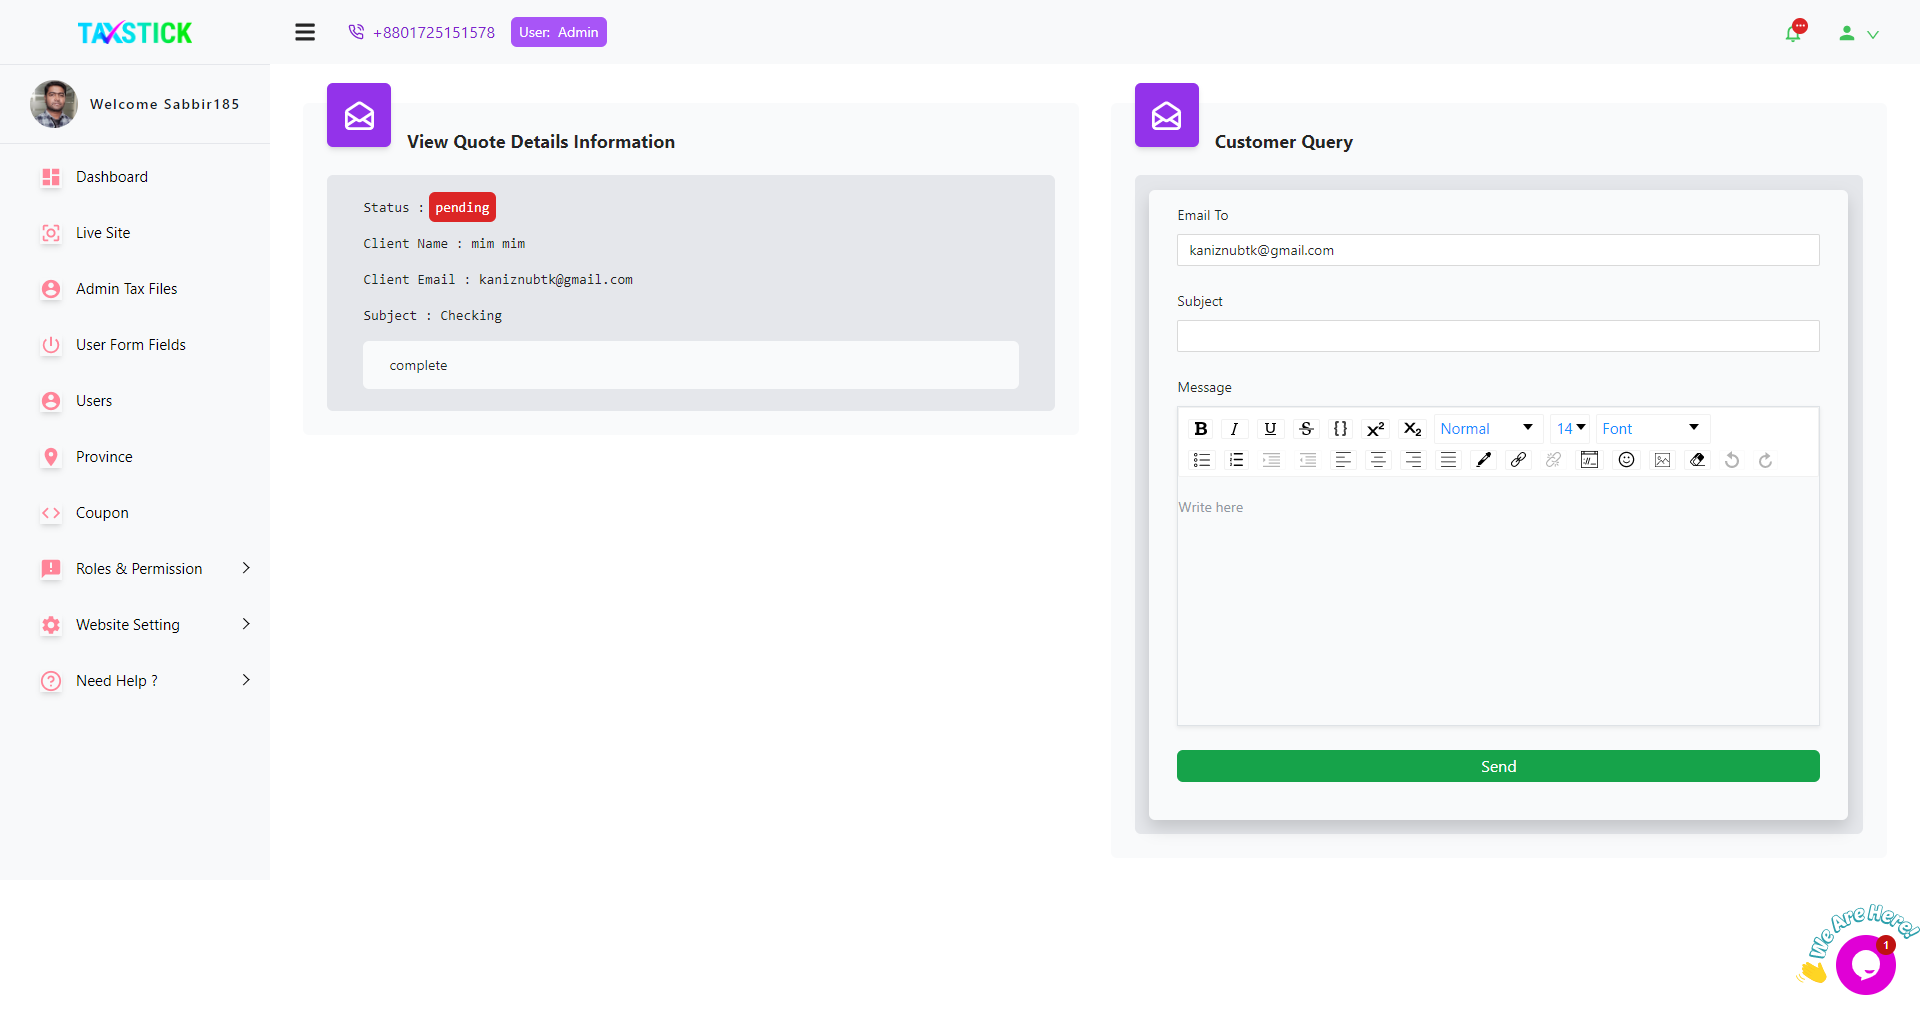 TAXSTICK
+8801725151578
User: Admin
Welcome Sabbir185
Dashboard
Live Site
Admin Tax Files
User Form Fields
Users
Province
Coupon
Roles & Permission
Website Setting
Need Help ?
View Quote Details Information
Status : pending
Client Name : mim mim
Client Email : kaniznubtk@gmail.com
Subject : Checking
complete
Customer Query
Email To
kaniznubtk@gmail.com
Subject
Message
Normal
14
Font
Write here
Send
We Are Here!
1